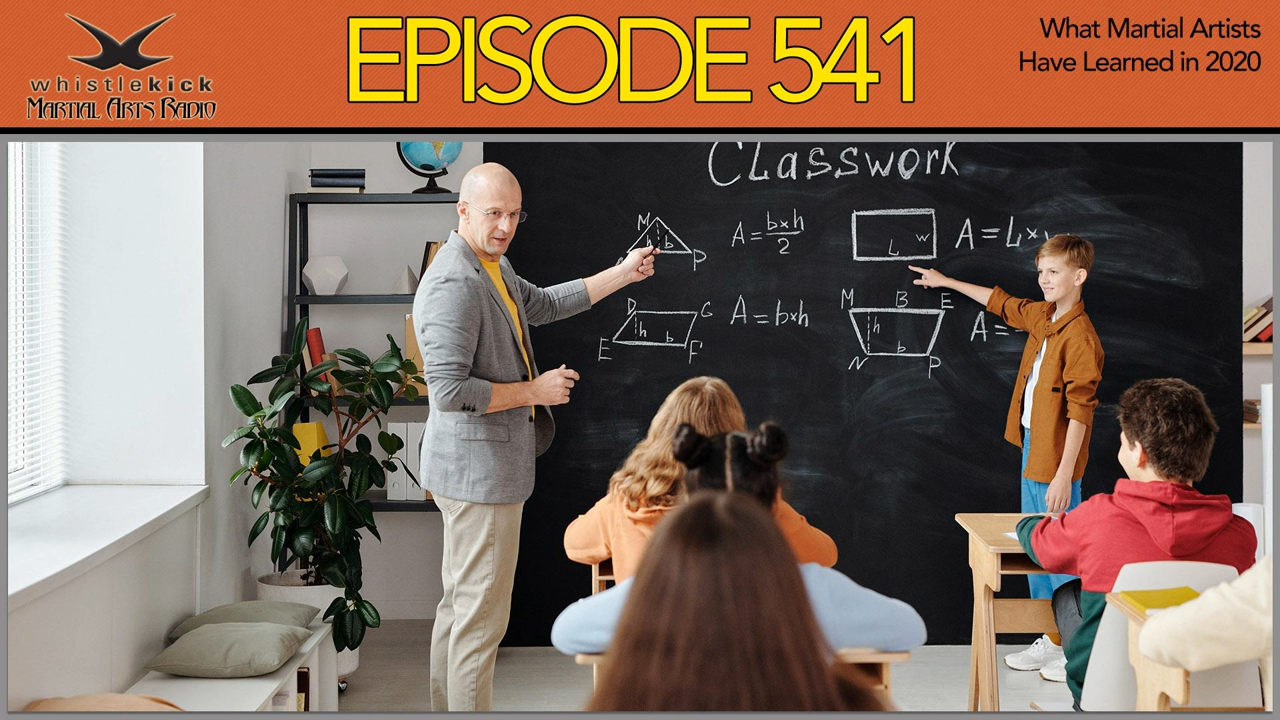 whistlekick
Martial Arts Radio
EPISODE 541
What Martial Artists
Have Learned in 2020
Classwork
M
h
b
P
A = b×h
2
L
w
A = L×
D
G
h
b
E
F
A = b×h
M
B
E
h
b
N
P
A =